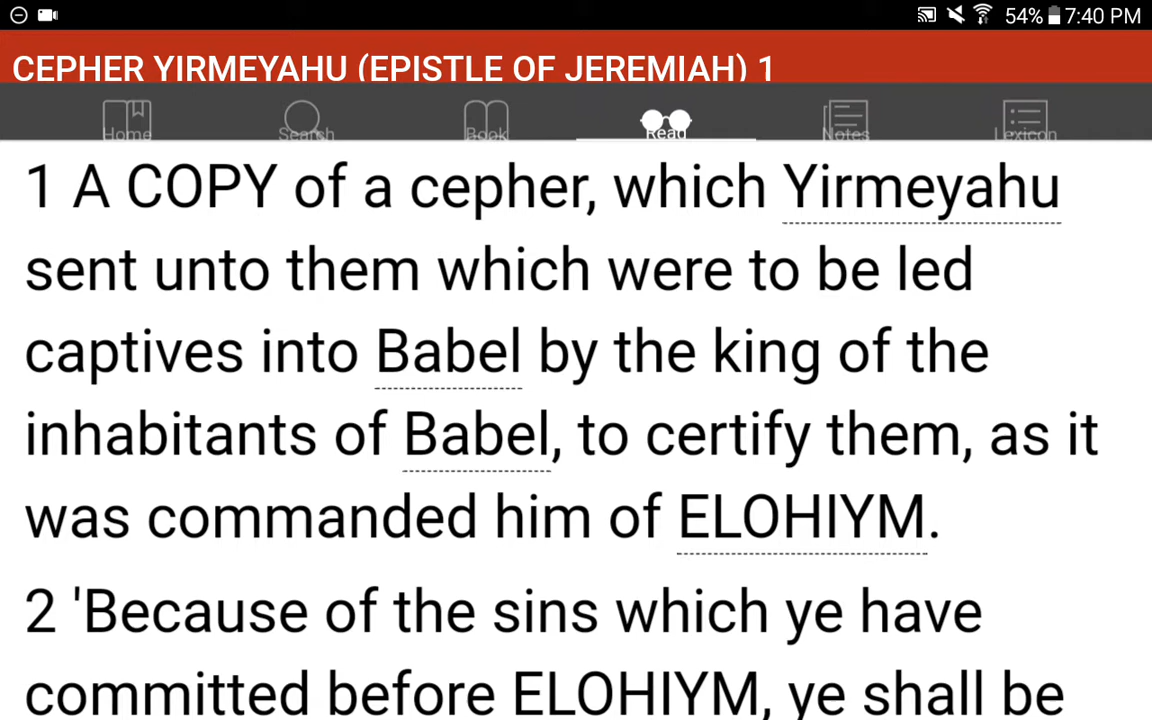 54% 7:40 PM
CEPHER YIRMEYAHU (EPISTLE OF JEREMIAH) 1
Home Search Book Read Notes Lexicon
1 A COPY of a cepher, which Yirmeyahu
sent unto them which were to be led
captives into Babel by the king of the
inhabitants of Babel, to certify them, as it
was commanded him of ELOHIYM.
2 'Because of the sins which ye have
committed before ELOHIYM, ye shall be